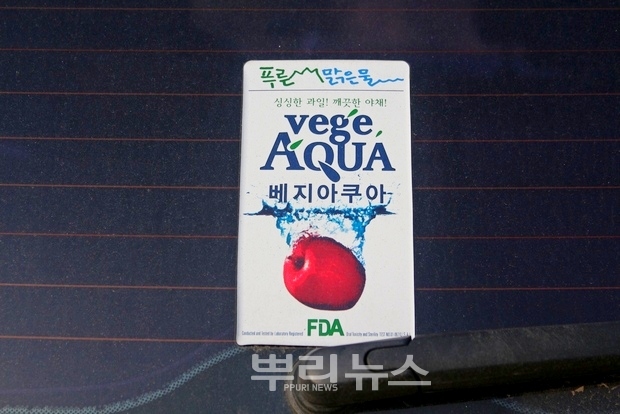 푸른 맑은물
싱싱한 과일! 깨끗한 야채!
vege
AQUA
베지아쿠아
FDA
뿌리뉴스
PPURI NEWS